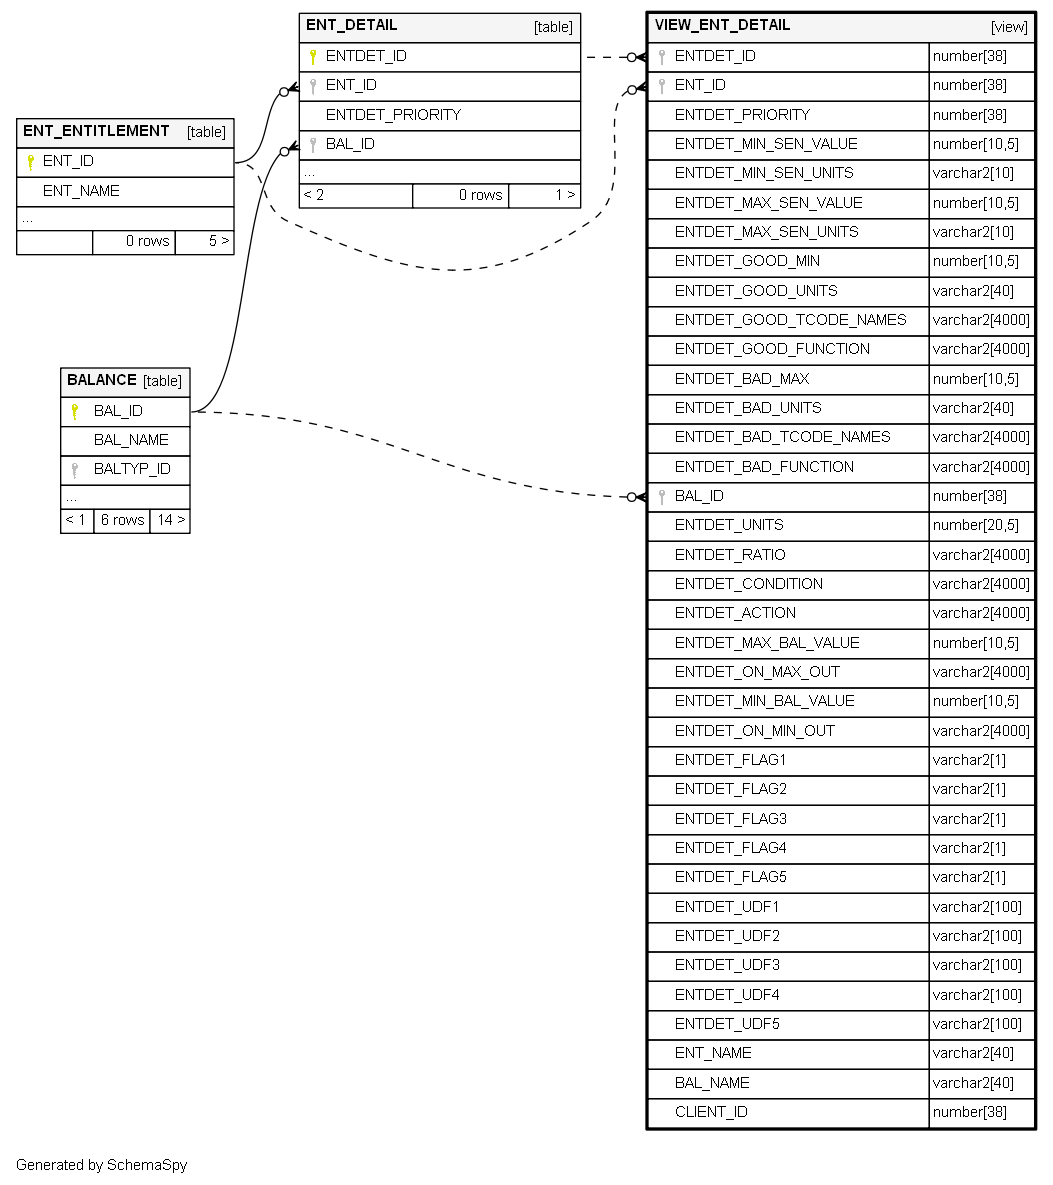 ENT_DETAIL [table]
ENTDET_ID
ENT_ID
ENTDET_PRIORITY
BAL_ID
...
< 2 0 rows 1 >
ENT_ENTITLEMENT [table]
ENT_ID
ENT_NAME
...
0 rows 5 >
BALANCE [table]
BAL_ID
BAL_NAME
BALTYP_ID
...
< 1 6 rows 14 >
VIEW_ENT_DETAIL [view]
ENTDET_ID number[38]
ENT_ID number[38]
ENTDET_PRIORITY number[38]
ENTDET_MIN_SEN_VALUE number[10,5]
ENTDET_MIN_SEN_UNITS varchar2[10]
ENTDET_MAX_SEN_VALUE number[10,5]
ENTDET_MAX_SEN_UNITS varchar2[10]
ENTDET_GOOD_MIN number[10,5]
ENTDET_GOOD_UNITS varchar2[40]
ENTDET_GOOD_TCODE_NAMES varchar2[4000]
ENTDET_GOOD_FUNCTION varchar2[4000]
ENTDET_BAD_MAX number[10,5]
ENTDET_BAD_UNITS varchar2[40]
ENTDET_BAD_TCODE_NAMES varchar2[4000]
ENTDET_BAD_FUNCTION varchar2[4000]
BAL_ID number[38]
ENTDET_UNITS number[20,5]
ENTDET_RATIO varchar2[4000]
ENTDET_CONDITION varchar2[4000]
ENTDET_ACTION varchar2[4000]
ENTDET_MAX_BAL_VALUE number[10,5]
ENTDET_ON_MAX_OUT varchar2[4000]
ENTDET_MIN_BAL_VALUE number[10,5]
ENTDET_ON_MIN_OUT varchar2[4000]
ENTDET_FLAG1 varchar2[1]
ENTDET_FLAG2 varchar2[1]
ENTDET_FLAG3 varchar2[1]
ENTDET_FLAG4 varchar2[1]
ENTDET_FLAG5 varchar2[1]
ENTDET_UDF1 varchar2[100]
ENTDET_UDF2 varchar2[100]
ENTDET_UDF3 varchar2[100]
ENTDET_UDF4 varchar2[100]
ENTDET_UDF5 varchar2[100]
ENT_NAME varchar2[40]
BAL_NAME varchar2[40]
CLIENT_ID number[38]
Generated by SchemaSpy